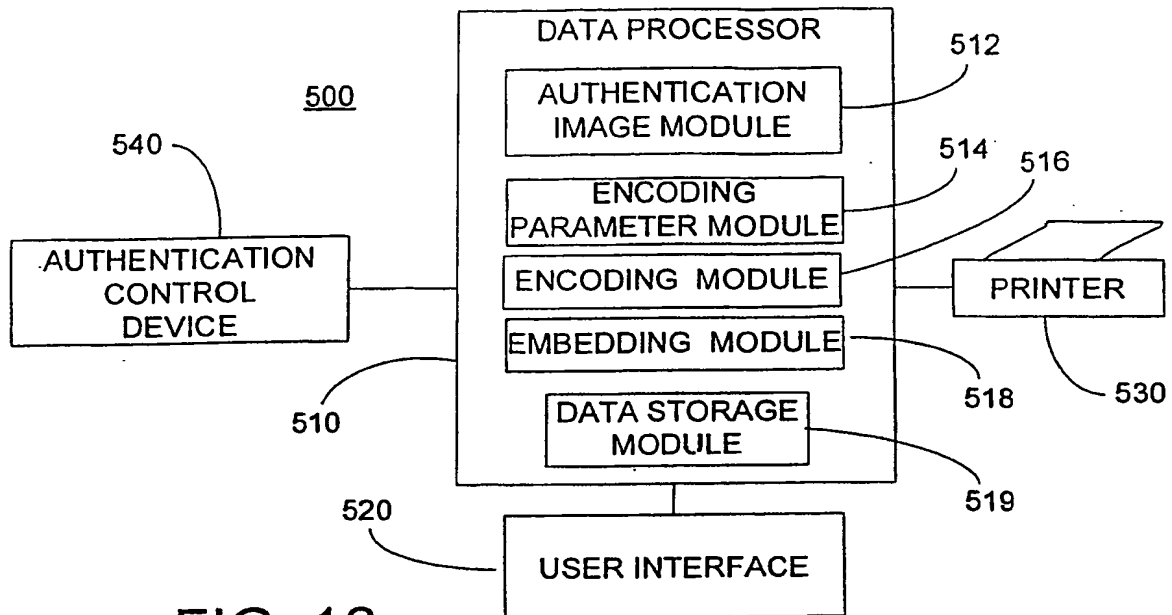 DATA PROCESSOR
512
500
AUTHENTICATION
IMAGE MODULE
540
514
516
ENCODING
PARAMETER MODULE
AUTHENTICATION
CONTROL
DEVICE
ENCODING MODULE
PRINTER
EMBEDDING MODULE
510
518
530
DATA STORAGE
MODULE
519
520
USER INTERFACE